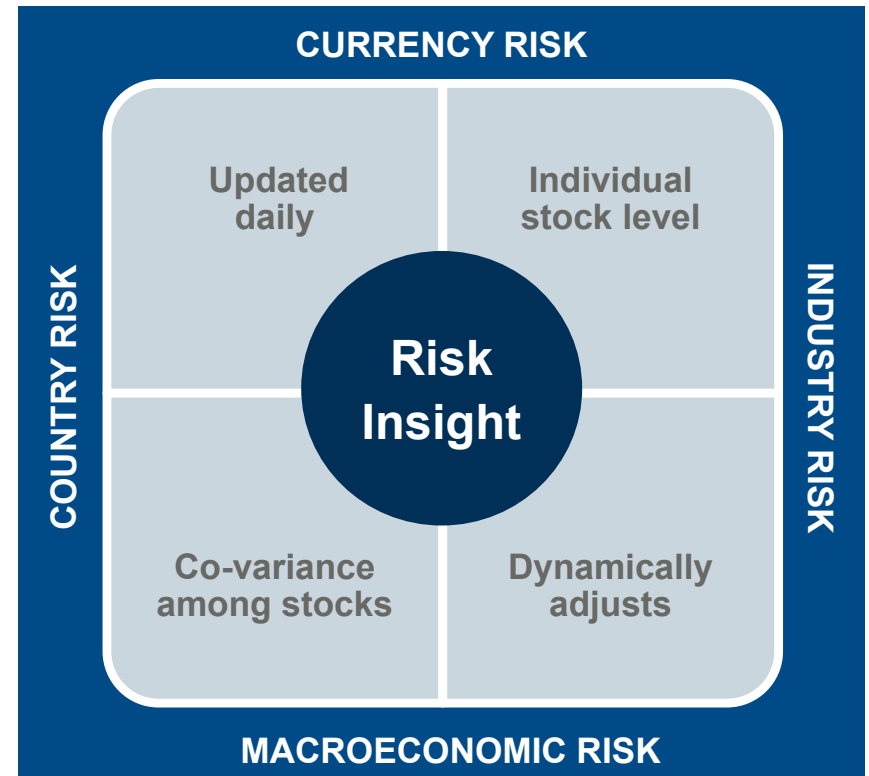 CURRENCY RISK
Updated
daily
Individual
stock level
COUNTRY RISK
Risk
Insight
INDUSTRY RISK
Co-variance
among stocks
Dynamically
adjusts
MACROECONOMIC RISK